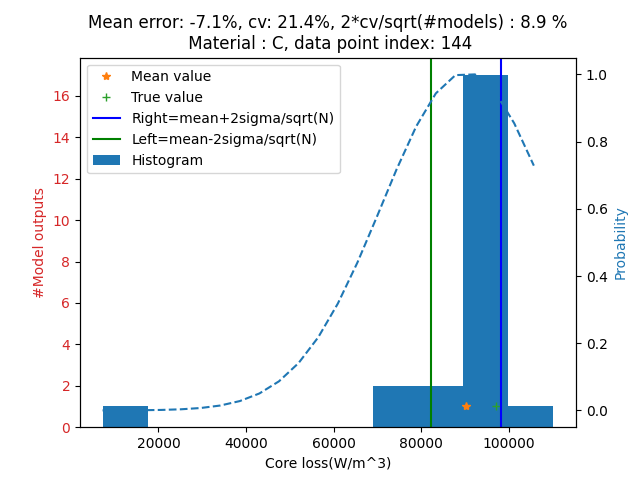 Mean error: -7.1%, cv: 21.4%, 2*cv/sqrt(#models) : 8.9 %
Material : C, data point index: 144
Mean value
True value
Right=mean+2sigma/sqrt(N)
Left=mean-2sigma/sqrt(N)
Histogram
#Model outputs
16
14
12
10
8
6
4
2
0
1.0
0.8
0.6
0.4
0.2
0.0
Probability
20000 40000 60000 80000 100000
Core loss(W/m^3)